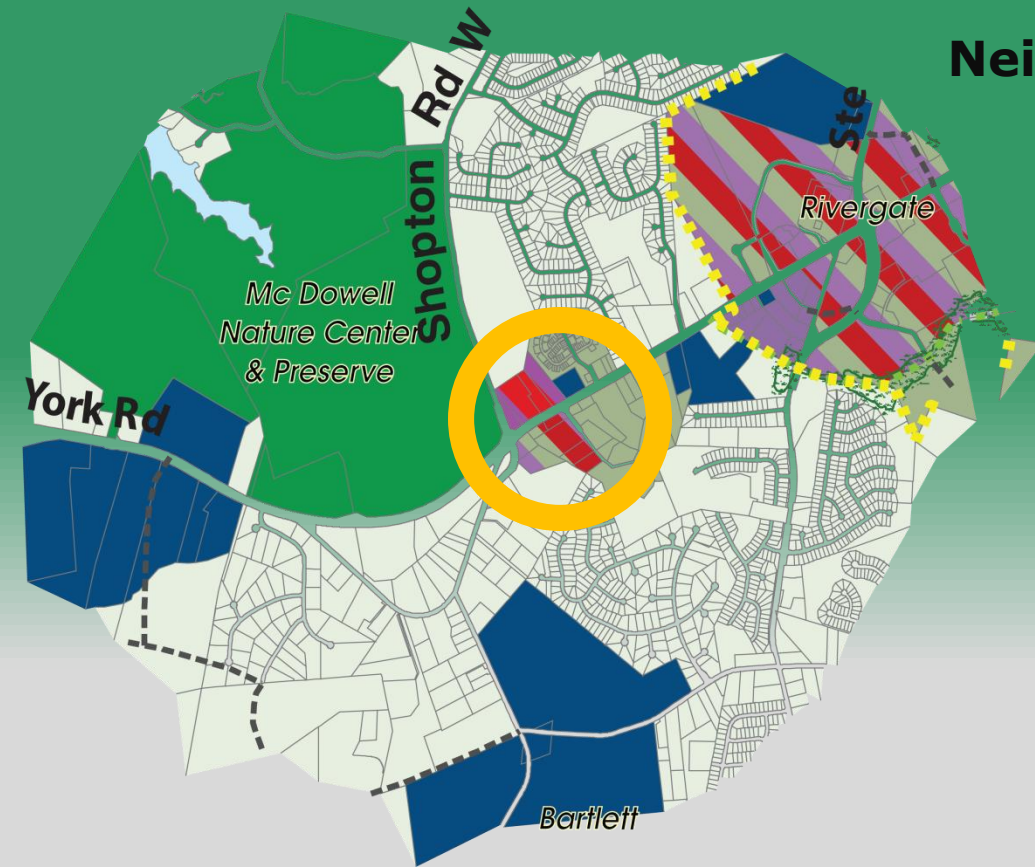 Nei
Rd W
Ste
Rivergate
Shopton
Mc Dowell
Nature Center
& Preserve
York Rd
Bartlett